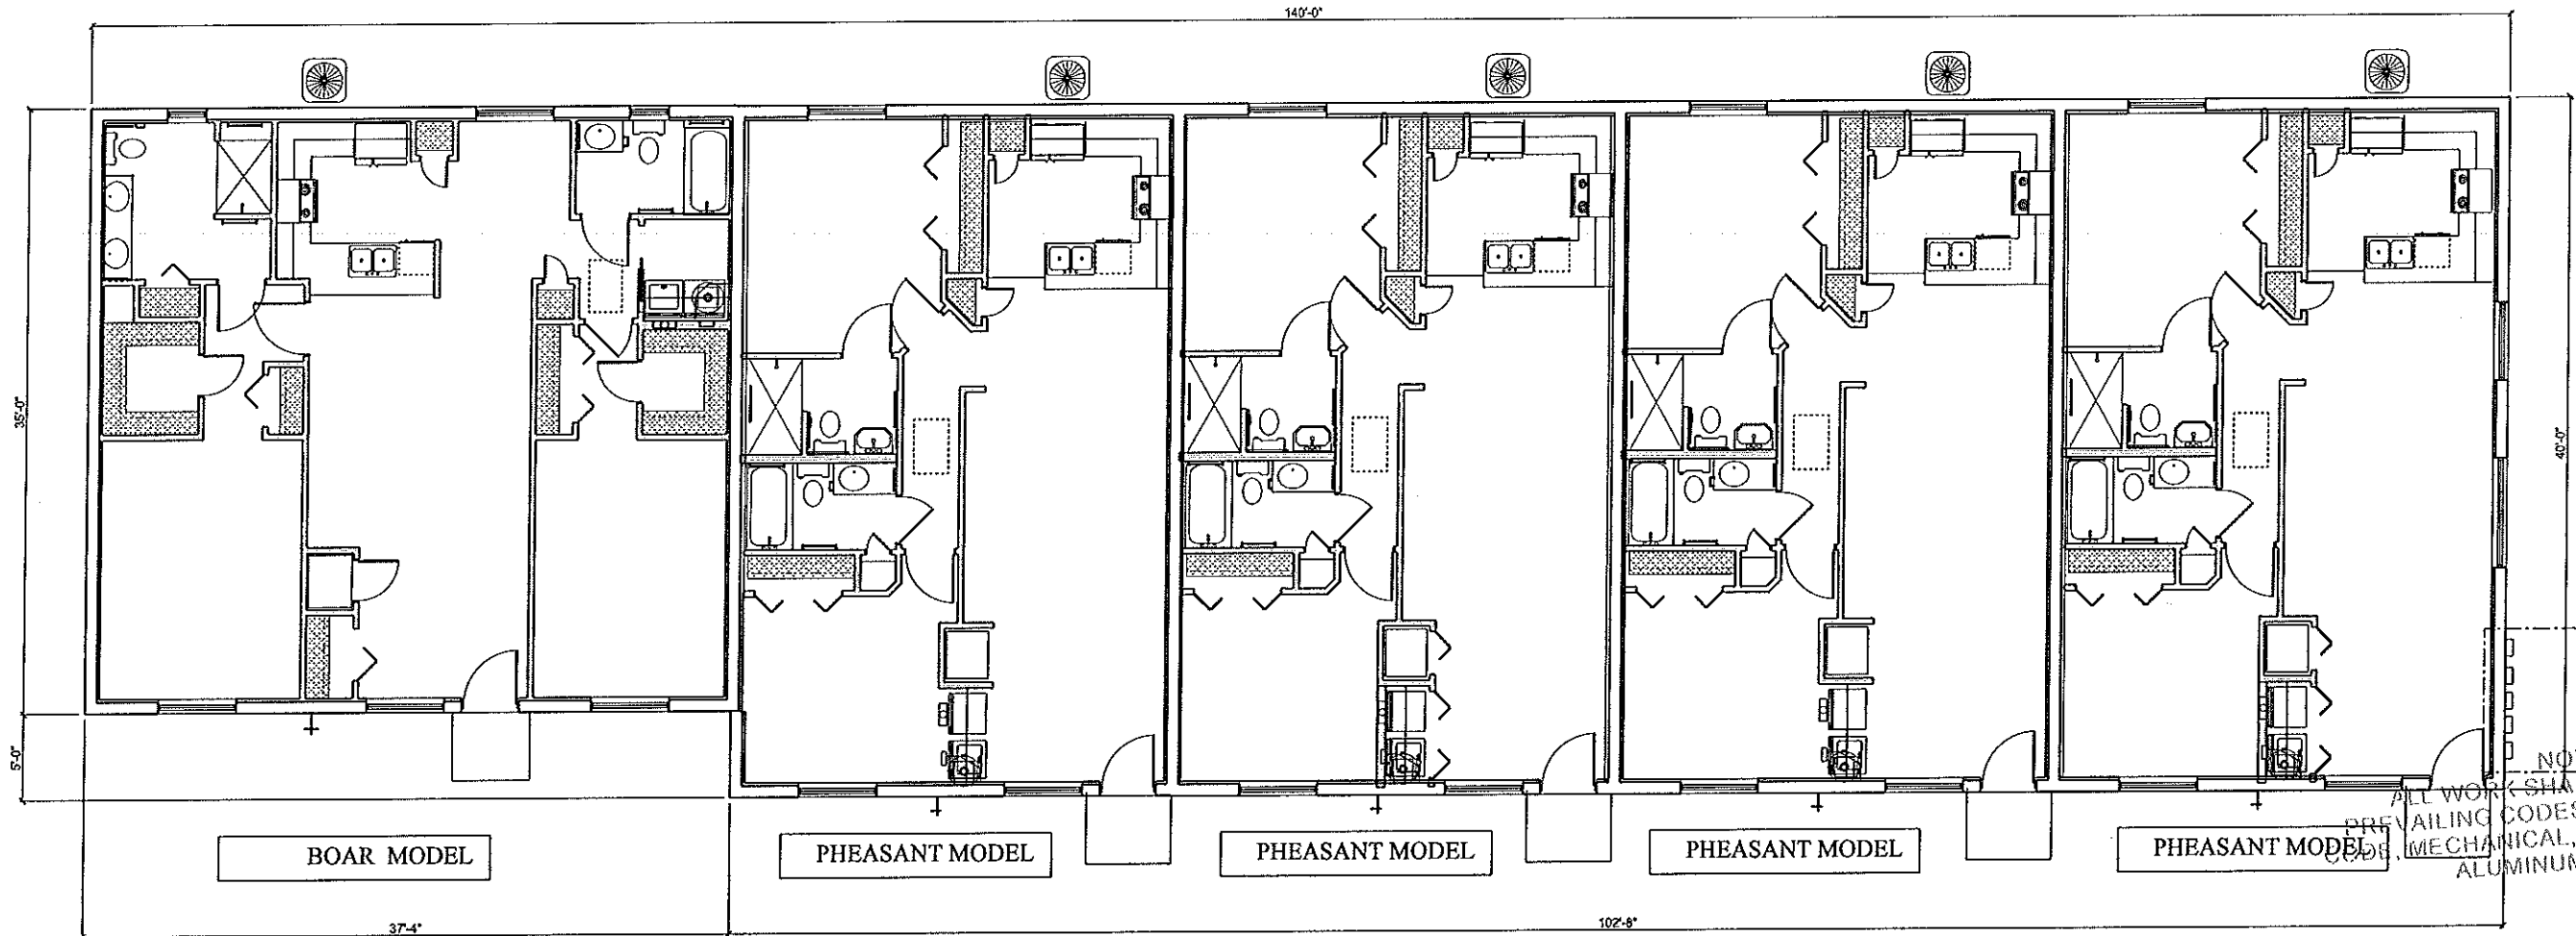 140'-0"
35'-0"
40'-0"
5'-0"
NO
ALL WORK SHA
PREVAILING CODES
CODE, MECHANICAL,
ALUMINUM
BOAR MODEL
PHEASANT MODEL
PHEASANT MODEL
PHEASANT MODEL
PHEASANT MODEL
37'-4"
102'-8"